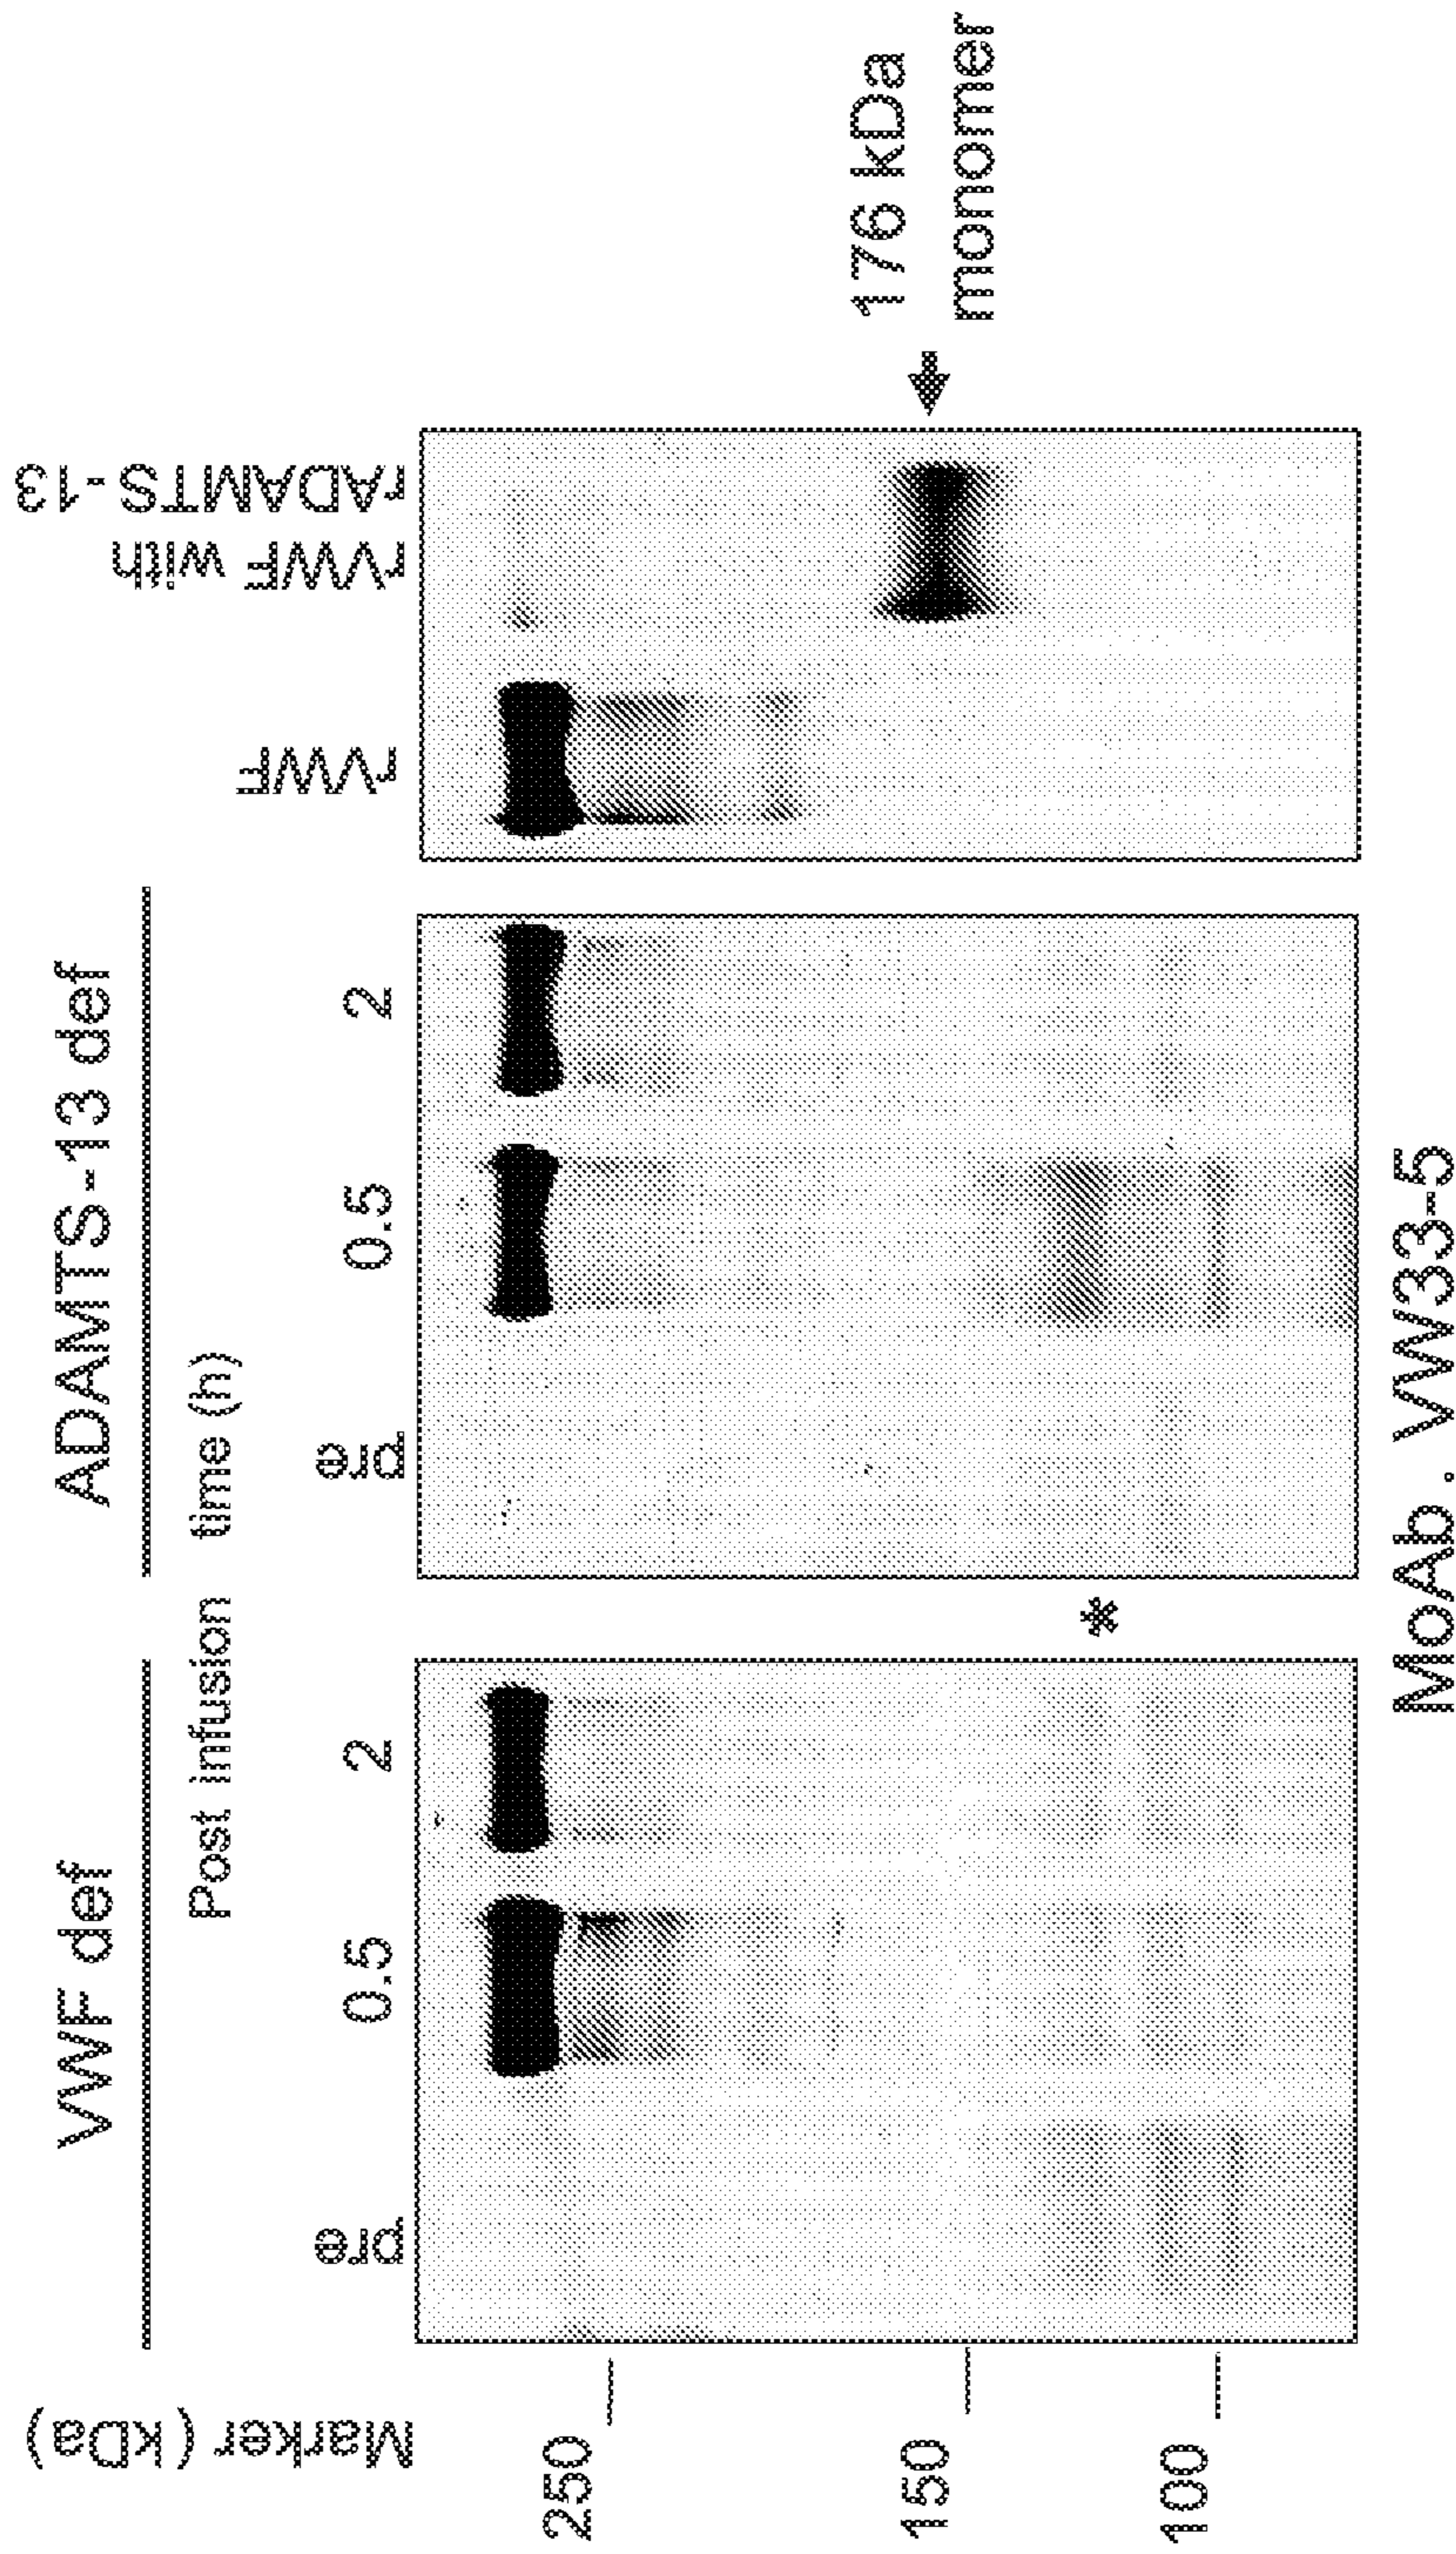 VWF def
ADAMTS-13 def
Post infusion time (h)
Marker (kDa)
pre
0.5
2
pre
0.5
2
rVWF
rVWF with
rADAMTS-13
250
150
100
*
176 kDa
monomer
MoAb. VW33-5